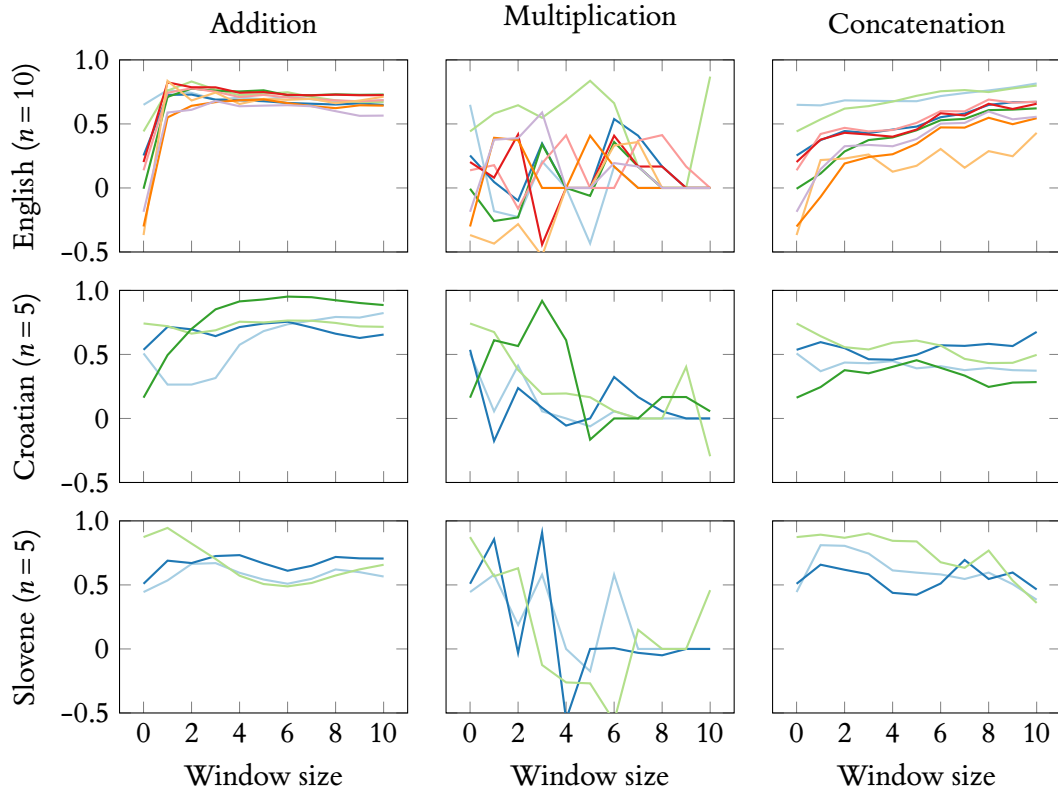 Addition
Multiplication
Concatenation
English (n = 10)
1.0
0.5
0
−0.5
Croatian (n = 5)
1.0
0.5
0
−0.5
Slovene (n = 5)
1.0
0.5
0
−0.5
0 2 4 6 8 10
0 2 4 6 8 10
0 2 4 6 8 10
Window size
Window size
Window size